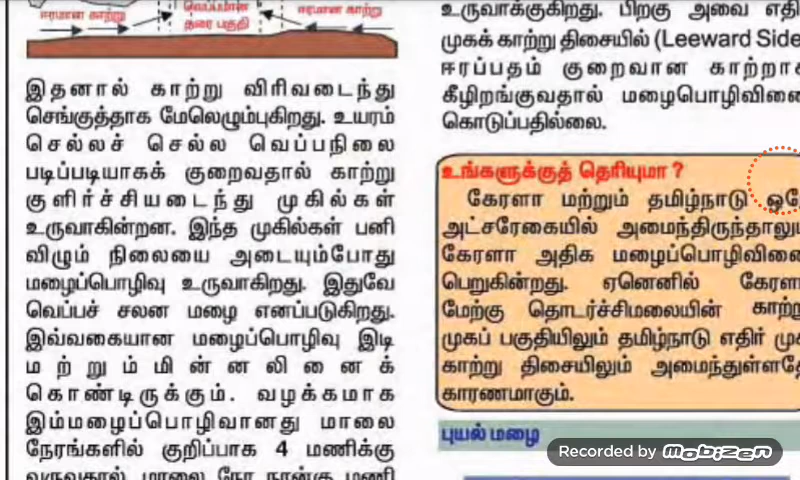 ஈரமான காற்று
வெப்பமான
தரை பகுதி
ஈரமான காற்று
இதனால் காற்று விரிவடைந்து
செங்குத்தாக மேலெழும்புகிறது. உயரம்
செல்லச் செல்ல வெப்பநிலை
படிப்படியாகக் குறைவதால் காற்று
குளிர்ச்சியடைந்து முகில்கள்
உருவாகின்றன. இந்த முகில்கள் பனி
விழும் நிலையை அடையும்போது
மழைப்பொழிவு உருவாகிறது. இதுவே
வெப்பச் சலன மழை எனப்படுகிறது.
இவ்வகையான மழைப்பொழிவு இடி
மற்றும் மின்னலினைக்
கொண்டிருக்கும். வழக்கமாக
இம்மழைப்பொழிவானது மாலை
நேரங்களில் குறிப்பாக 4 மணிக்கு
வருவதால் மாலை நேர நான்கு மணி
உருவாக்குகிறது. பிறகு அவை எதி
முகக் காற்று திசையில் (Leeward Side
ஈரப்பதம் குறைவான காற்றாக
கீழிறங்குவதால் மழைபொழிவினை
கொடுப்பதில்லை.
உங்களுக்குத் தெரியுமா ?
கேரளா மற்றும் தமிழ்நாடு ஒரே
அட்சரேகையில் அமைந்திருந்தாலும்
கேரளா அதிக மழைப்பொழிவினை
பெறுகின்றது. ஏனெனில் கேரளா
மேற்கு தொடர்ச்சிமலையின் காற்று
முகப் பகுதியிலும் தமிழ்நாடு எதிர் முக
காற்று திசையிலும் அமைந்துள்ளதே
காரணமாகும்.
புயல் மழை
Recorded by mobizen